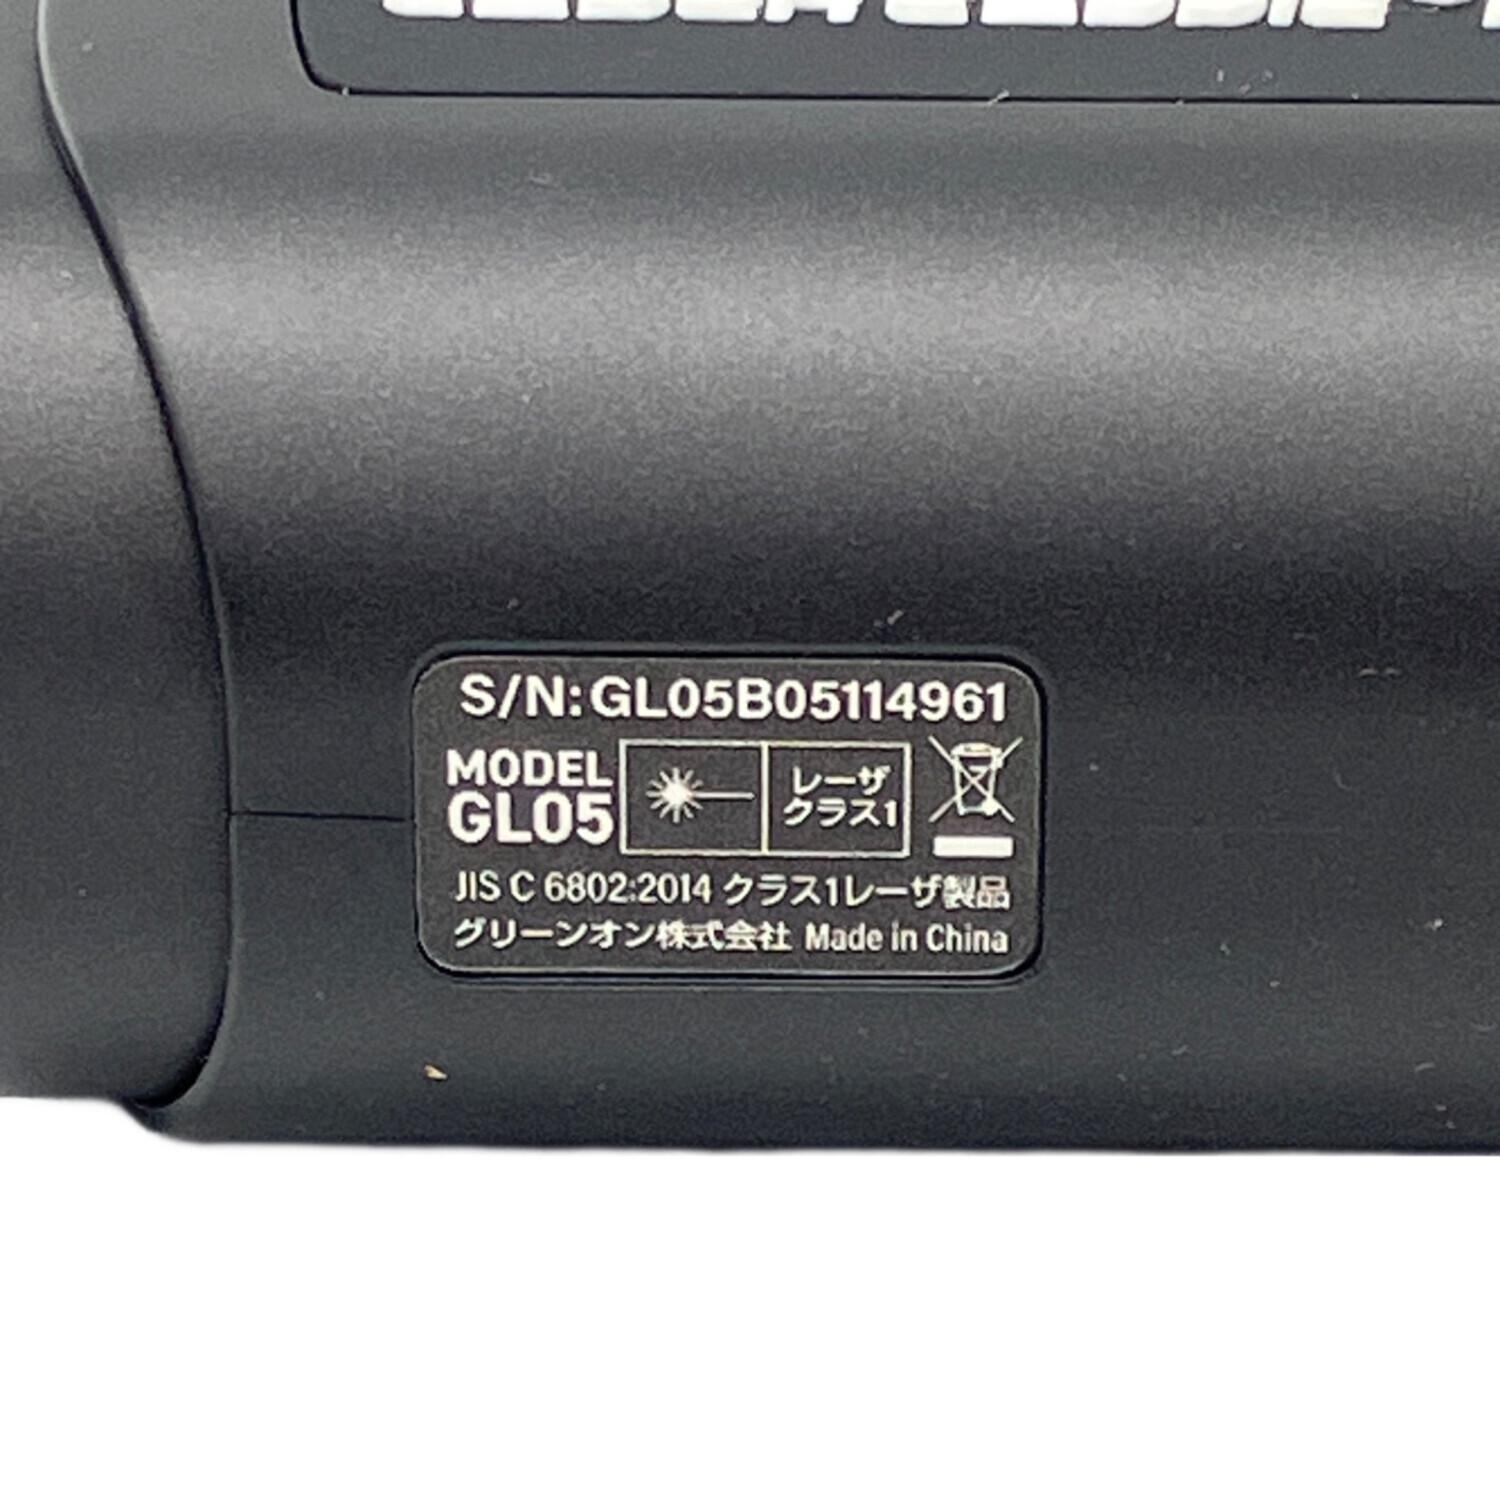 S/N: GL05B05114961
MODEL
GL05
レーザ
クラス1
JIS C 6802:2014 クラス1レーザ製品
グリーンオン株式会社 Made in China